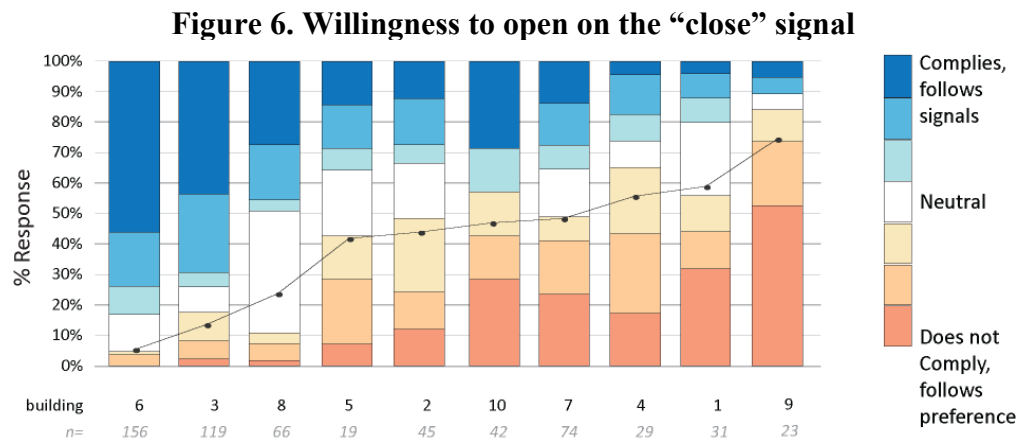 Figure 6. Willingness to open on the “close” signal
100%
90%
80%
70%
60%
50%
40%
30%
20%
10%
0%
% Response
building 6 3 8 5 2 10 7 4 1 9
n= 156 119 66 19 45 42 74 29 31 23
Complies,
follows
signals
Neutral
Does not
Comply,
follows
preference